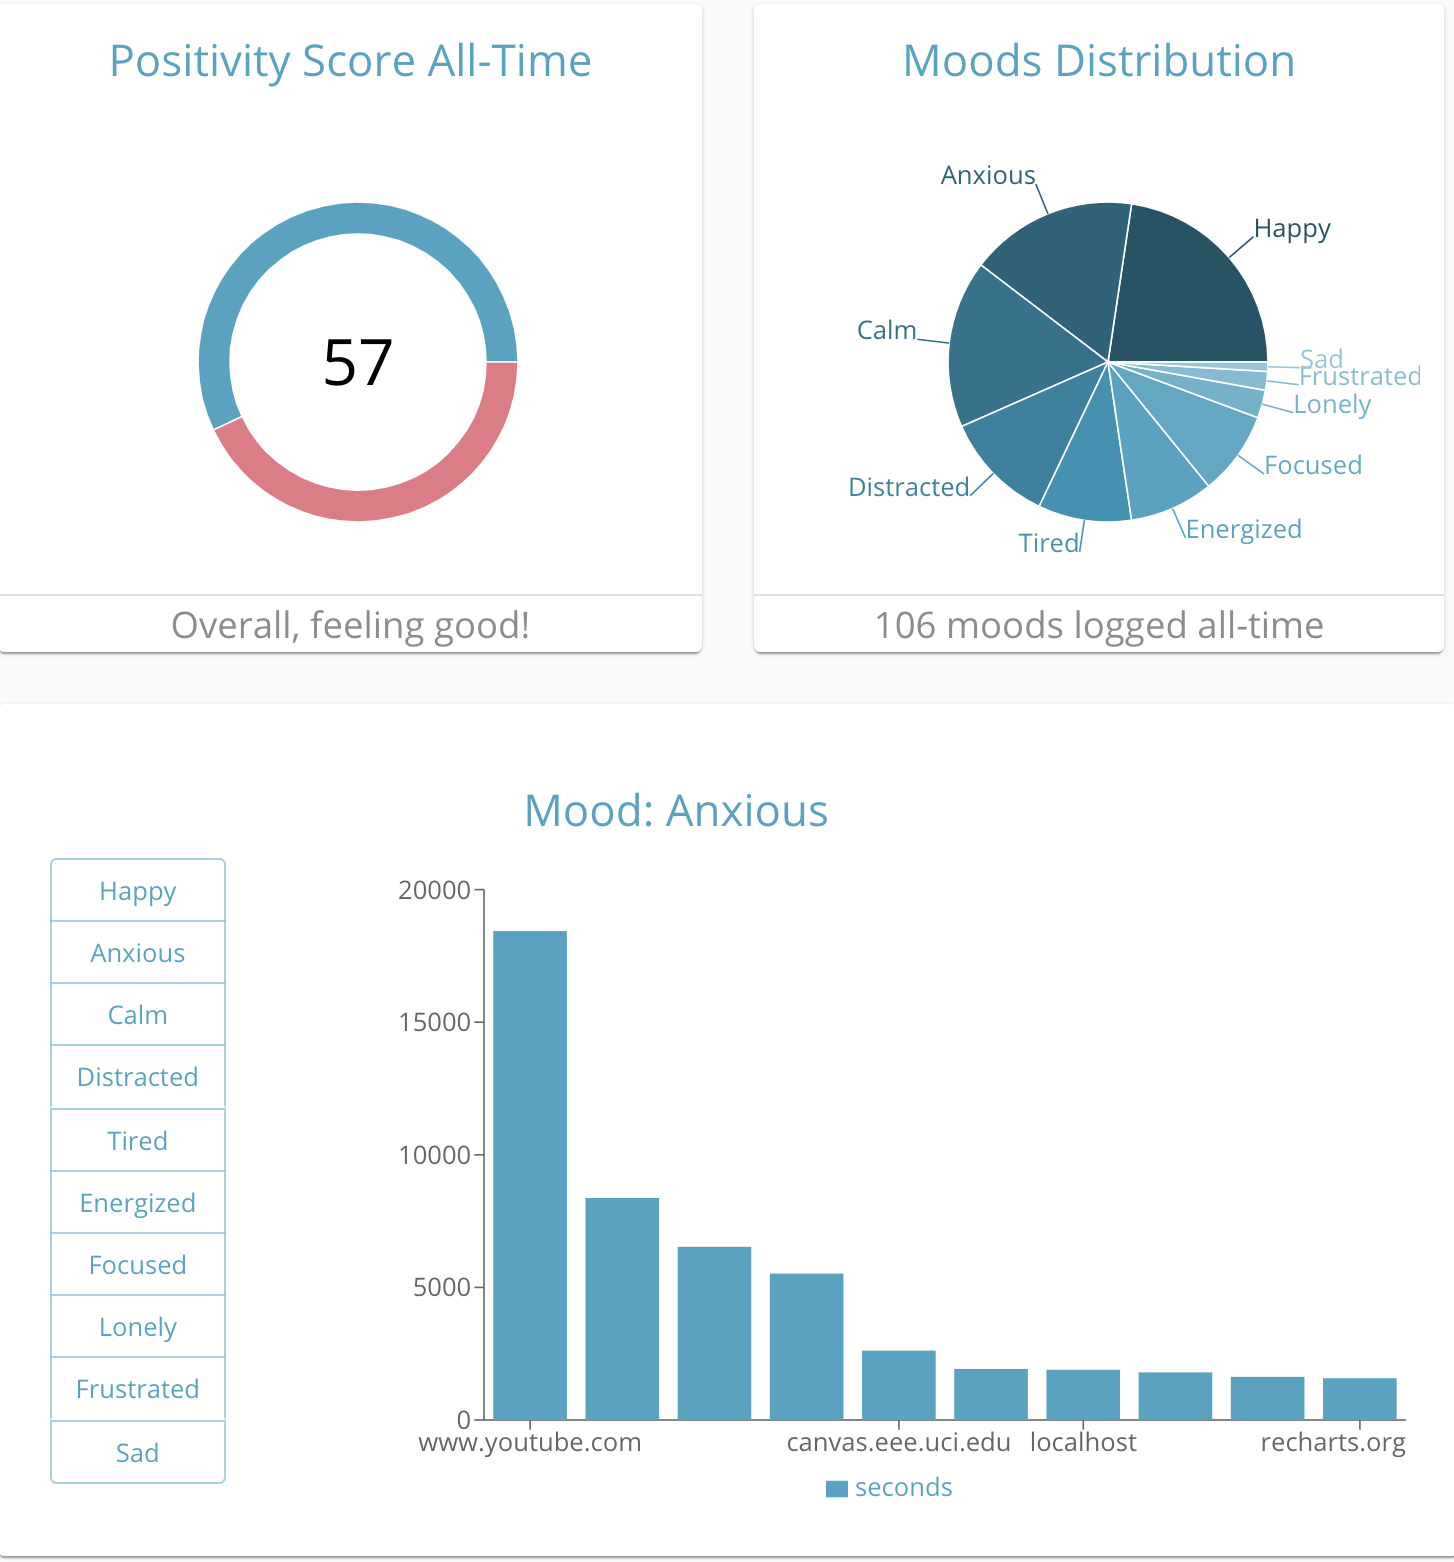 Positivity Score All-Time
57
Overall, feeling good!
Moods Distribution
Anxious
Happy
Calm
Sad
Frustrated
Lonely
Focused
Distracted
Energized
Tired
106 moods logged all-time
Mood: Anxious
Happy
Anxious
Calm
Distracted
Tired
Energized
Focused
Lonely
Frustrated
Sad
20000
15000
10000
5000
0
www.youtube.com canvas.eee.uci.edu localhost recharts.org
seconds